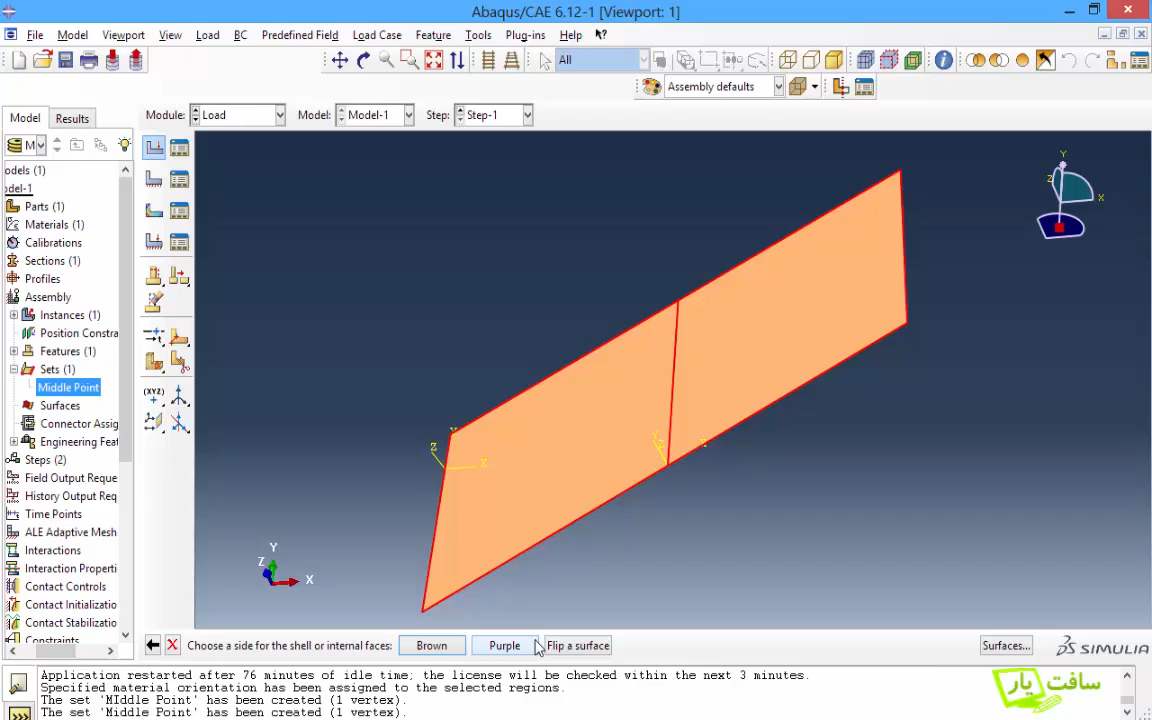 Abaqus/CAE 6.12-1 [Viewport: 1]
File Model Viewport View Load BC Predefined Field Load Case Feature Tools Plug-ins Help
All
Assembly defaults
Model Results Module: Load Model: Model-1 Step: Step-1
M
odels (1)
odel-1
Parts (1)
Materials (1)
Calibrations
Sections (1)
Profiles
Assembly
Instances (1)
Position Constra
Features (1)
Sets (1)
Middle Point
Surfaces
Connector Assig
Engineering Feat
Steps (2)
Field Output Reque
History Output Req
Time Points
ALE Adaptive Mesh
Interactions
Interaction Properti
Contact Controls
Contact Initializatio
Contact Stabilizatio
Constraints
(XYZ)
Y
Z
X
Z
Y
Z
X
Choose a side for the shell or internal faces: Brown Purple Flip a surface Surfaces...
SIMULIA
Application restarted after 76 minutes of idle time; the license will be checked within the next 3 minutes.
Specified material orientation has been assigned to the selected regions.
The set 'MIddle Point' has been created (1 vertex).
The set 'Middle Point' has been created (1 vertex).
سافت یار